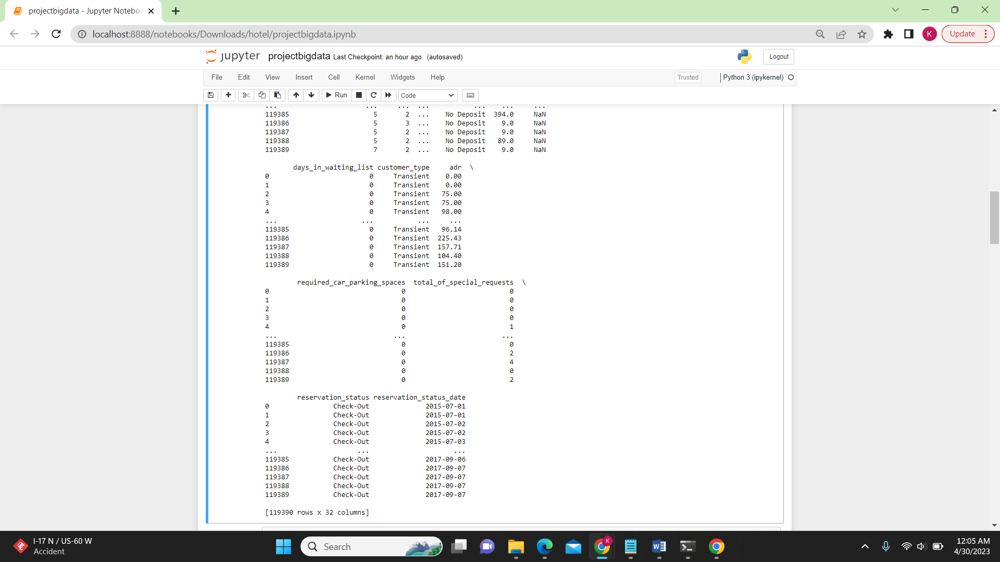 projectbigdata - Jupyter Noteboo
localhost:8888/notebooks/Downloads/hotel/projectbigdata.ipynb
K
Update
jupyter projectbigdata Last Checkpoint: an hour ago (autosaved)
Logout
File Edit View Insert Cell Kernel Widgets Help
Trusted Python 3 (ipykernel)
Run Code
... ... ... ... ... ... ...
119385 5 2 ... No Deposit 394.0 NaN
119386 5 3 ... No Deposit 9.0 NaN
119387 5 2 ... No Deposit 9.0 NaN
119388 5 2 ... No Deposit 89.0 NaN
119389 7 2 ... No Deposit 9.0 NaN
days_in_waiting_list customer_type adr \
0 0 Transient 0.00
1 0 Transient 0.00
2 0 Transient 75.00
3 0 Transient 75.00
4 0 Transient 98.00
... ... ... ...
119385 0 Transient 96.14
119386 0 Transient 225.43
119387 0 Transient 157.71
119388 0 Transient 104.40
119389 0 Transient 151.20
required_car_parking_spaces total_of_special_requests \
0 0 0
1 0 0
2 0 0
3 0 0
4 0 1
... ... ...
119385 0 0
119386 0 2
119387 0 4
119388 0 0
119389 0 2
reservation_status reservation_status_date
0 Check-Out 2015-07-01
1 Check-Out 2015-07-01
2 Check-Out 2015-07-02
3 Check-Out 2015-07-02
4 Check-Out 2015-07-03
... ... ...
119385 Check-Out 2017-09-06
119386 Check-Out 2017-09-07
119387 Check-Out 2017-09-07
119388 Check-Out 2017-09-07
119389 Check-Out 2017-09-07
[119390 rows x 32 columns]
I-17 N / US-60 W
Accident
Search
K
W
12:05 AM
4/30/2023